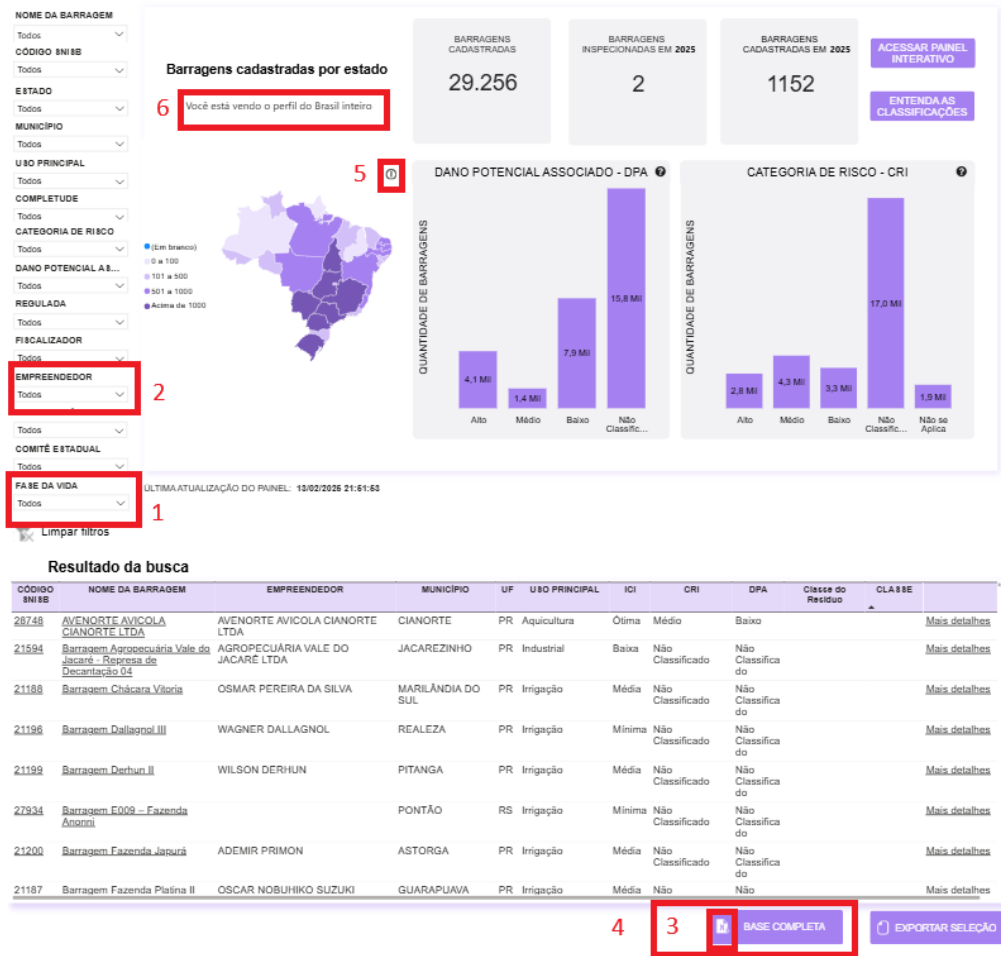 NOME DA BARRAGEM
Todos
CÓDIGO SNISB
Todos
ESTADO
Todos
MUNICÍPIO
Todos
USO PRINCIPAL
Todos
COMPLETUDE
Todos
CATEGORIA DE RISCO
Todos
DANO POTENCIAL AS...
Todos
REGULADA
Todos
FISCALIZADOR
Todos
EMPREENDEDOR
Todos
2
Todos
COMITÊ ESTADUAL
Todos
FASE DA VIDA
Todos
1
Limpar filtros
Barragens cadastradas por estado
6
Você está vendo o perfil do Brasil inteiro
5
(Em branco)
0 a 100
101 a 500
501 a 1000
Acima de 1000
BARRAGENS
CADASTRADAS
29.256
BARRAGENS
INSPECIONADAS EM 2025
2
BARRAGENS
CADASTRADAS EM 2025
1152
ACESSAR PAINEL
INTERATIVO
ENTENDA AS
CLASSIFICAÇÕES
DANO POTENCIAL ASSOCIADO - DPA
QUANTIDADE DE BARRAGENS
4,1 Mil
1,4 Mil
7,9 Mil
15,8 Mil
Alto Médio Baixo Não
Classific...
CATEGORIA DE RISCO - CRI
QUANTIDADE DE BARRAGENS
2,8 Mil
4,3 Mil
3,3 Mil
17,0 Mil
1,9 Mil
Alto Médio Baixo Não Não se
Classific... Aplica
ÚLTIMA ATUALIZAÇÃO DO PAINEL: 13/02/2025 21:51:53
Resultado da busca
CÓDIGO NOME DA BARRAGEM EMPREENDEDOR MUNICÍPIO UF USO PRINCIPAL ICI CRI DPA Classe do CLASSE
SNISB Resíduo
28748 AVENORTE AVICOLA AVENORTE AVICOLA CIANORTE CIANORTE PR Aquicultura Ótima Médio Baixo Mais detalhes
CIANORTE LTDA LTDA
21594 Barragem Agropecuária Vale do AGROPECUÁRIA VALE DO JACAREZINHO PR Industrial Baixa Não Não Mais detalhes
Jacaré - Represa de JACARÉ LTDA Classificado Classifica
Decantação 04 do
21188 Barragem Chácara Vitoria OSMAR PEREIRA DA SILVA MARILÂNDIA DO PR Irrigação Média Não Não Mais detalhes
SUL Classificado Classifica
do
21196 Barragem Dallagnol III WAGNER DALLAGNOL REALEZA PR Irrigação Mínima Não Não Mais detalhes
Classificado Classifica
do
21199 Barragem Derhun II WILSON DERHUN PITANGA PR Irrigação Média Não Não Mais detalhes
Classificado Classifica
do
27934 Barragem E009 – Fazenda PONTÃO RS Irrigação Mínima Não Não Mais detalhes
Anonni Classificado Classifica
do
21200 Barragem Fazenda Japurá ADEMIR PRIMON ASTORGA PR Irrigação Média Não Não Mais detalhes
Classificado Classifica
do
21187 Barragem Fazenda Platina II OSCAR NOBUHIKO SUZUKI GUARAPUAVA PR Irrigação Média Não Não Mais detalhes
4
3
BASE COMPLETA
EXPORTAR SELEÇÃO